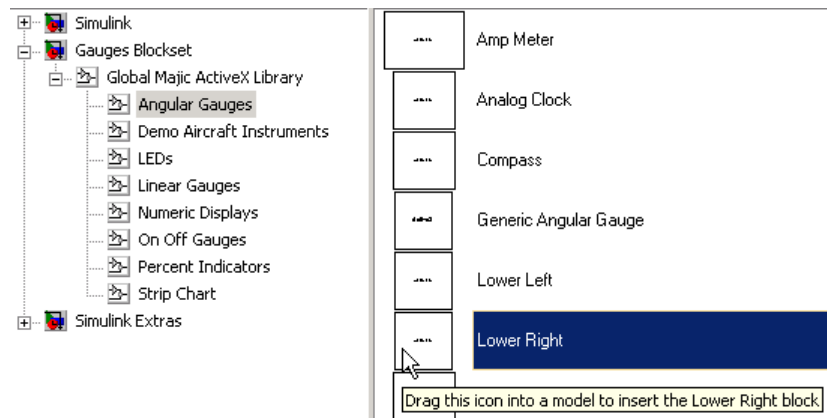 Simulink
Gauges Blockset
Global Majic ActiveX Library
Angular Gauges
Demo Aircraft Instruments
LEDs
Linear Gauges
Numeric Displays
On Off Gauges
Percent Indicators
Strip Chart
Simulink Extras
Amp Meter
Analog Clock
Compass
Generic Angular Gauge
Lower Left
Lower Right
Drag this icon into a model to insert the Lower Right block